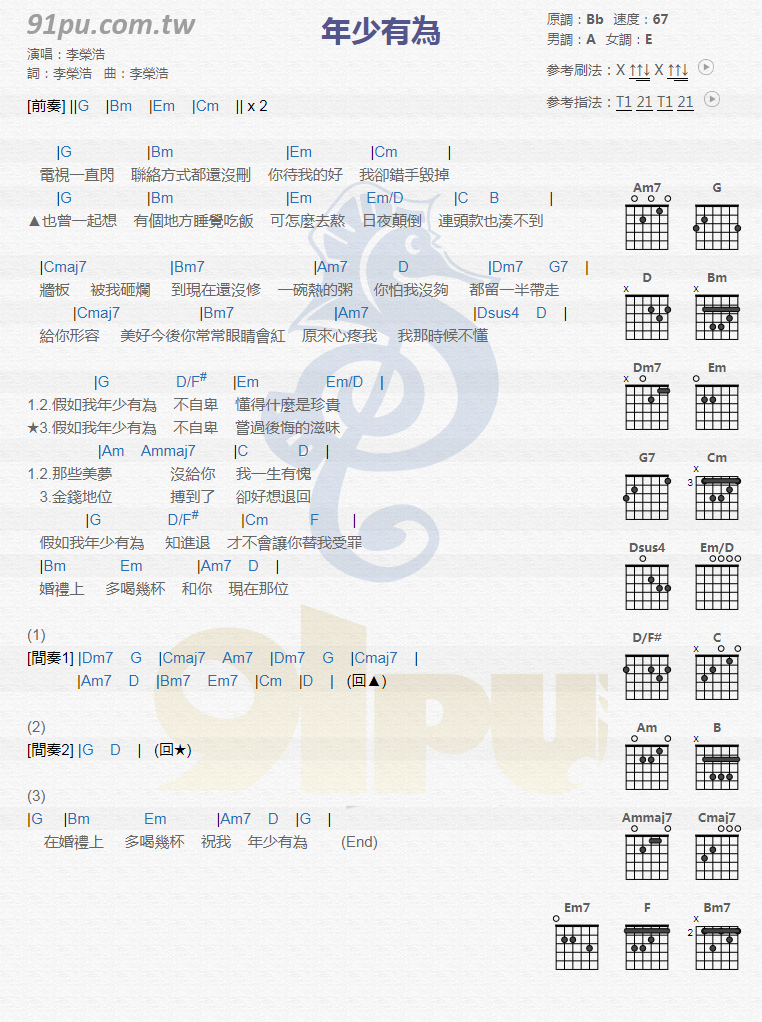 91pu.com.tw
年少有為
原調：Bb 速度：67
男調：A 女調：E
演唱：李榮浩
詞：李榮浩 曲：李榮浩
參考刷法：X ↑↑↓ X ↑↑↓
參考指法：T1 21 T1 21
[前奏] ||G |Bm |Em |Cm || x 2
|G |Bm |Em |Cm |
電視一直閃 聯絡方式都還沒刪 你待我的好 我卻錯手毀掉
|G |Bm |Em Em/D |C B |
▲也曾一起想 有個地方睡覺吃飯 可怎麼去熬 日夜顛倒 連頭款也湊不到
|Cmaj7 |Bm7 |Am7 D |Dm7 G7 |
牆板 被我砸爛 到現在還沒修 一碗熱的粥 你怕我沒夠 都留一半帶走
|Cmaj7 |Bm7 |Am7 |Dsus4 D |
給你形容 美好今後你常常眼睛會紅 原來心疼我 我那時候不懂
|G D/F# |Em Em/D |
1.2.假如我年少有為 不自卑 懂得什麼是珍貴
★3.假如我年少有為 不自卑 嘗過後悔的滋味
|Am Ammaj7 |C D |
1.2.那些美夢 沒給你 我一生有愧
3.金錢地位 搏到了 卻好想退回
|G D/F# |Cm F |
假如我年少有為 知進退 才不會讓你替我受罪
|Bm Em |Am7 D |
婚禮上 多喝幾杯 和你 現在那位
(1)
[間奏1] |Dm7 G |Cmaj7 Am7 |Dm7 G |Cmaj7 |
|Am7 D |Bm7 Em7 |Cm |D | (回▲)
(2)
[間奏2] |G D | (回★)
(3)
|G |Bm Em |Am7 D |G |
在婚禮上 多喝幾杯 祝我 年少有為 (End)
Am7 G
D Bm
x x
Dm7 Em
x
G7 Cm
x
3
Dsus4 Em/D
D/F# C
x
Am B
x
Ammaj7 Cmaj7
x
Em7 F Bm7
x
2
91pu